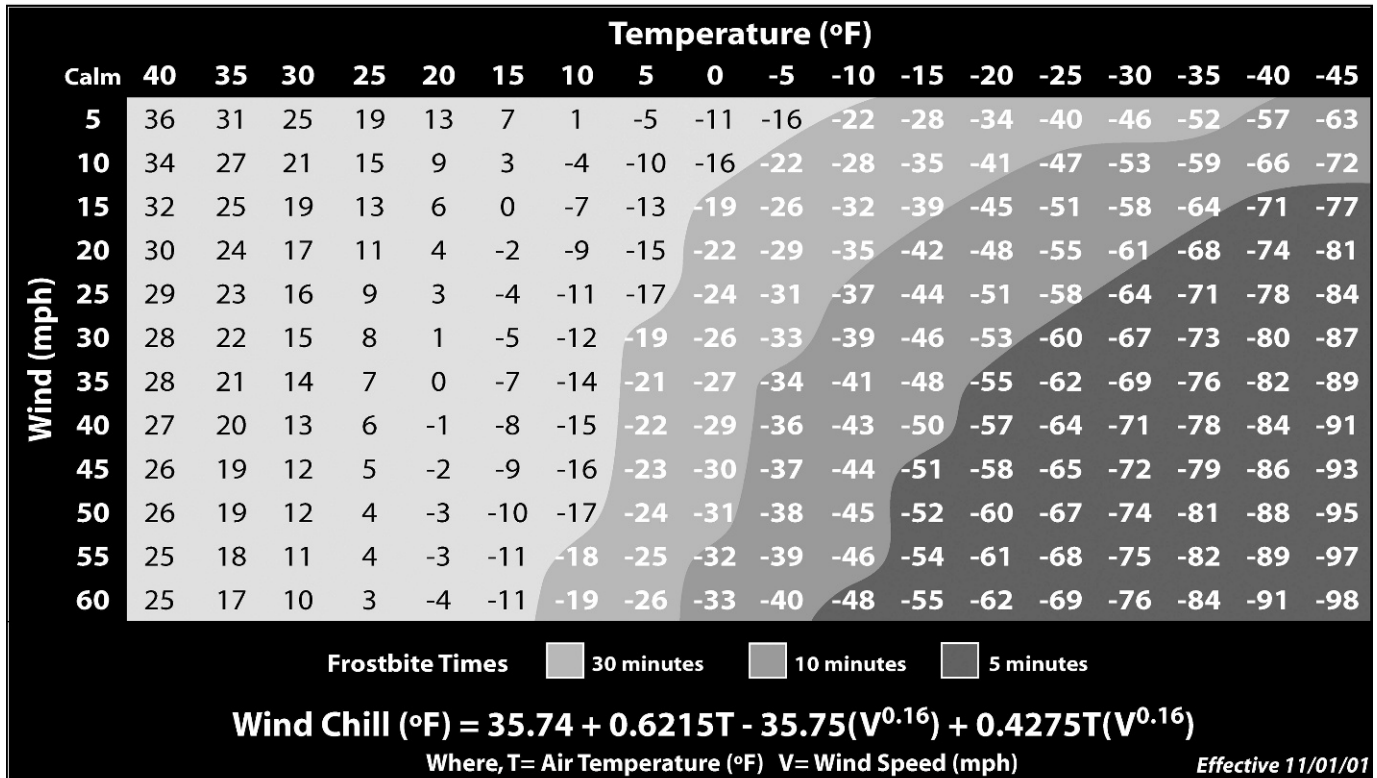 Temperature (ºF)
Calm 40 35 30 25 20 15 10 5 0 -5 -10 -15 -20 -25 -30 -35 -40 -45
5 36 31 25 19 13 7 1 -5 -11 -16 -22 -28 -34 -40 -46 -52 -57 -63
10 34 27 21 15 9 3 -4 -10 -16 -22 -28 -35 -41 -47 -53 -59 -66 -72
15 32 25 19 13 6 0 -7 -13 -19 -26 -32 -39 -45 -51 -58 -64 -71 -77
20 30 24 17 11 4 -2 -9 -15 -22 -29 -35 -42 -48 -55 -61 -68 -74 -81
25 29 23 16 9 3 -4 -11 -17 -24 -31 -37 -44 -51 -58 -64 -71 -78 -84
30 28 22 15 8 1 -5 -12 -19 -26 -33 -39 -46 -53 -60 -67 -73 -80 -87
35 28 21 14 7 0 -7 -14 -21 -27 -34 -41 -48 -55 -62 -69 -76 -82 -89
40 27 20 13 6 -1 -8 -15 -22 -29 -36 -43 -50 -57 -64 -71 -78 -84 -91
45 26 19 12 5 -2 -9 -16 -23 -30 -37 -44 -51 -58 -65 -72 -79 -86 -93
50 26 19 12 4 -3 -10 -17 -24 -31 -38 -45 -52 -60 -67 -74 -81 -88 -95
55 25 18 11 4 -3 -11 -18 -25 -32 -39 -46 -54 -61 -68 -75 -82 -89 -97
60 25 17 10 3 -4 -11 -19 -26 -33 -40 -48 -55 -62 -69 -76 -84 -91 -98
Wind (mph)
Frostbite Times 30 minutes 10 minutes 5 minutes
Wind Chill (ºF) = 35.74 + 0.6215T - 35.75(V^0.16) + 0.4275T(V^0.16)
Where, T= Air Temperature (ºF) V= Wind Speed (mph) Effective 11/01/01